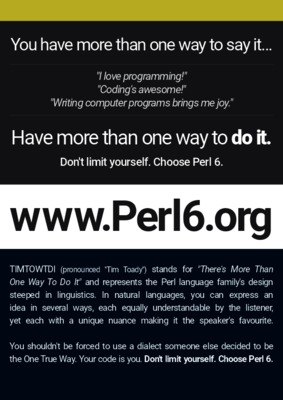 You have more than one way to say it...
"I love programming!"
"Coding's awesome!"
"Writing computer programs brings me joy."
Have more than one way to do it.
Don't limit yourself. Choose Perl 6.
www.Perl6.org
TIMTOWTDI (pronounced "Tim Toady") stands for "There's More Than
One Way To Do It" and represents the Perl language family's design
steeped in linguistics. In natural languages, you can express an
idea in several ways, each equally understandable by the listener,
yet each with a unique nuance making it the speaker's favourite.
You shouldn't be forced to use a dialect someone else decided to be
the One True Way. Your code is you. Don't limit yourself. Choose Perl 6.